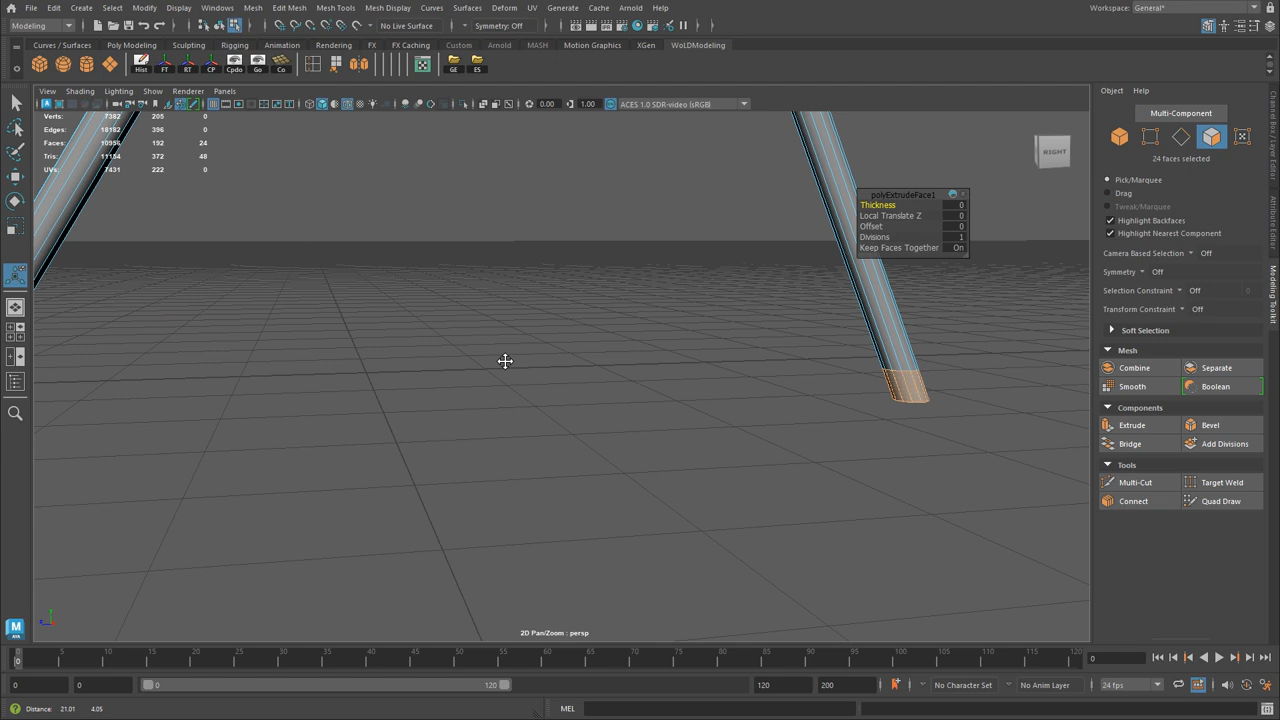 File Edit Create Select Modify Display Windows Mesh Edit Mesh Mesh Tools Mesh Display Curves Surfaces Deform UV Generate Cache Arnold Help Workspace: General*
Modeling No Live Surface Symmetry: Off
Curves / Surfaces Poly Modeling Sculpting Rigging Animation Rendering FX FX Caching Custom Arnold MASH Motion Graphics XGen WoLDModeling
Hist FT RT CP Cpdo Go Co GE ES
View Shading Lighting Show Renderer Panels
0.00 1.00 ACES 1.0 SDR-video (sRGB)
Verts: 7382 205 0
Edges: 18182 396 0
Faces: 10956 192 24
Tris: 11154 372 48
UVs: 7431 222 0
RIGHT
polyExtrudeFace1
Thickness 0
Local Translate Z 0
Offset 0
Divisions 1
Keep Faces Together On
2D Pan/Zoom : persp
Object Help
Multi-Component
24 faces selected
Pick/Marquee
Drag
Tweak/Marquee
Highlight Backfaces
Highlight Nearest Component
Camera Based Selection Off
Symmetry Off
Selection Constraint Off 0
Transform Constraint Off
Soft Selection
Mesh
Combine Separate
Smooth Boolean
Components
Extrude Bevel
Bridge Add Divisions
Tools
Multi-Cut Target Weld
Connect Quad Draw
Channel Box / Layer Editor
Attribute Editor
Modeling Toolkit
0 5 10 15 20 25 30 35 40 45 50 55 60 65 70 75 80 85 90 95 100 105 110 115 120
0 0
0 0 0 120 120 200 No Character Set No Anim Layer 24 fps
Distance: 21.01 4.05 MEL